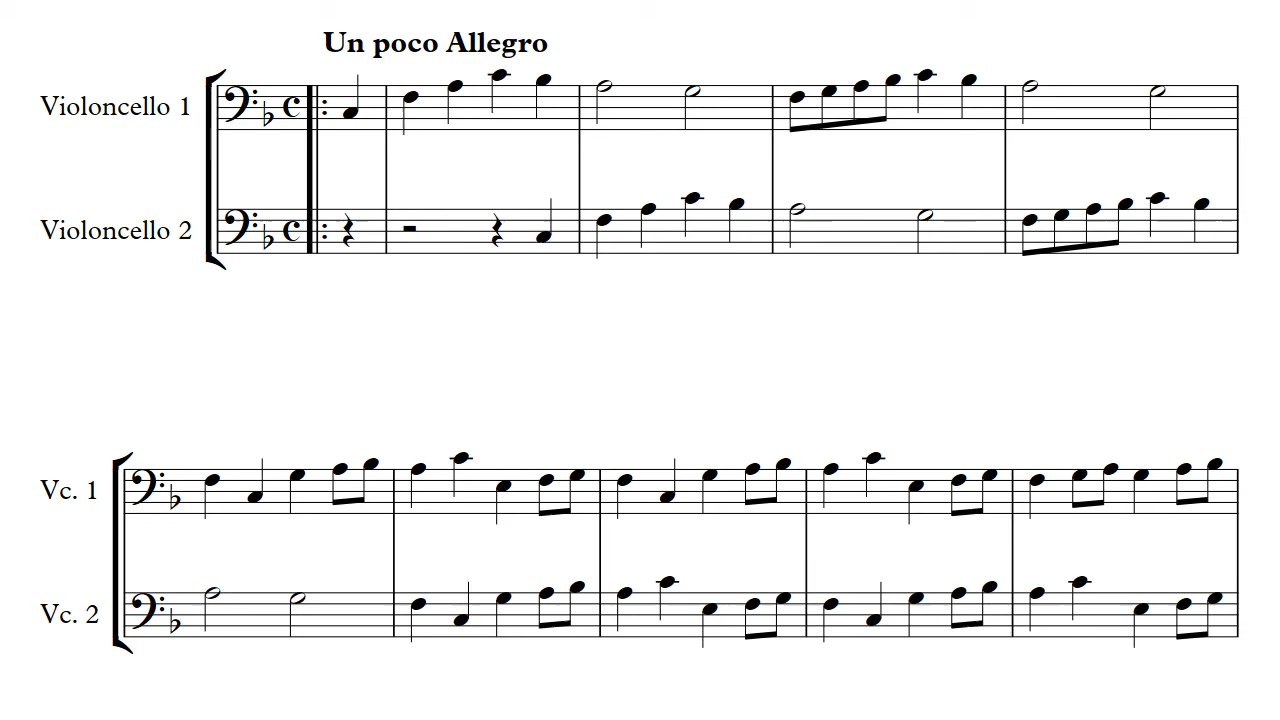 Un poco Allegro
Violoncello 1
Violoncello 2
Vc. 1
Vc. 2